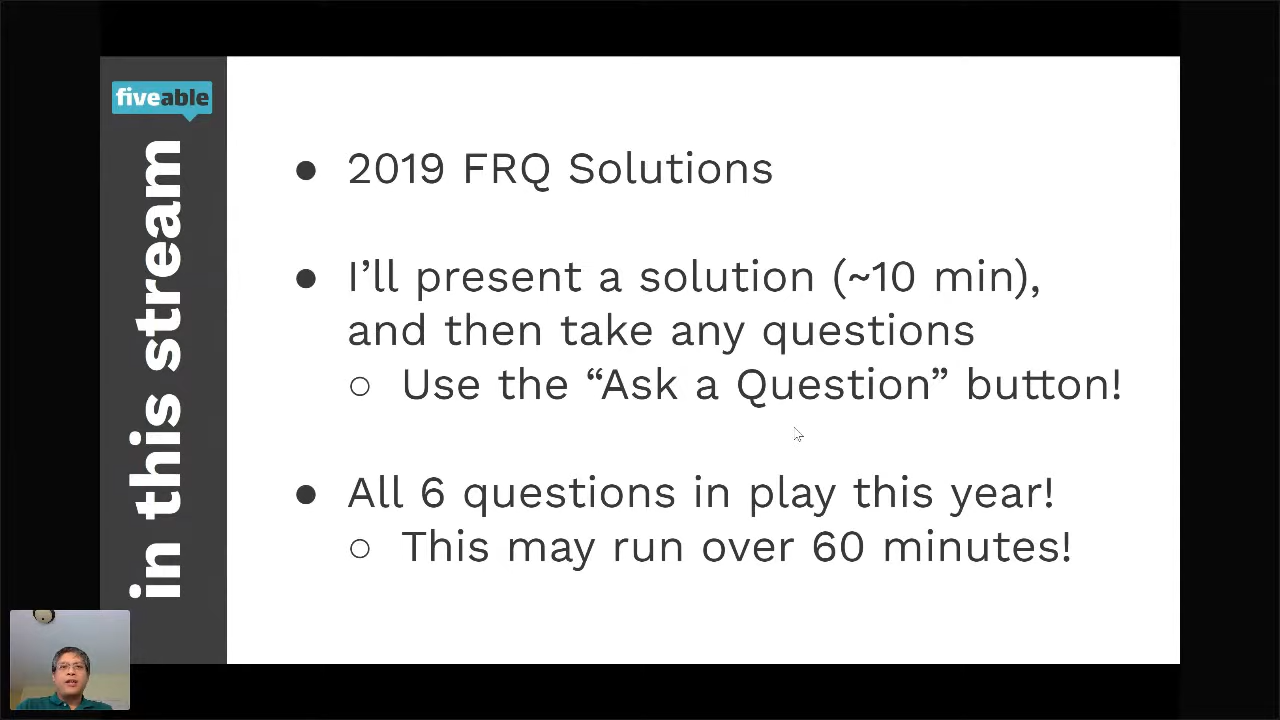 fiveable
in this stream
● 2019 FRQ Solutions
● I’ll present a solution (~10 min),
and then take any questions
○ Use the “Ask a Question” button!
● All 6 questions in play this year!
○ This may run over 60 minutes!